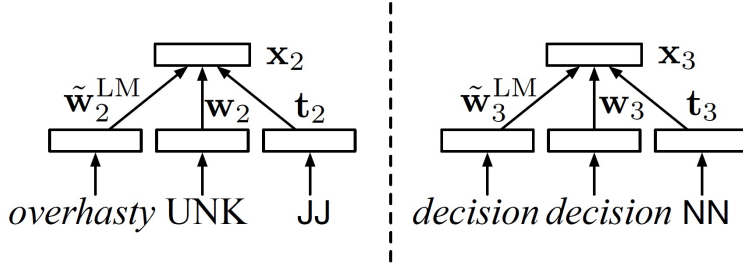 x₂
w̃₂ᴸᴹ w₂ t₂
overhasty UNK JJ
x₃
w̃₃ᴸᴹ w₃ t₃
decision decision NN